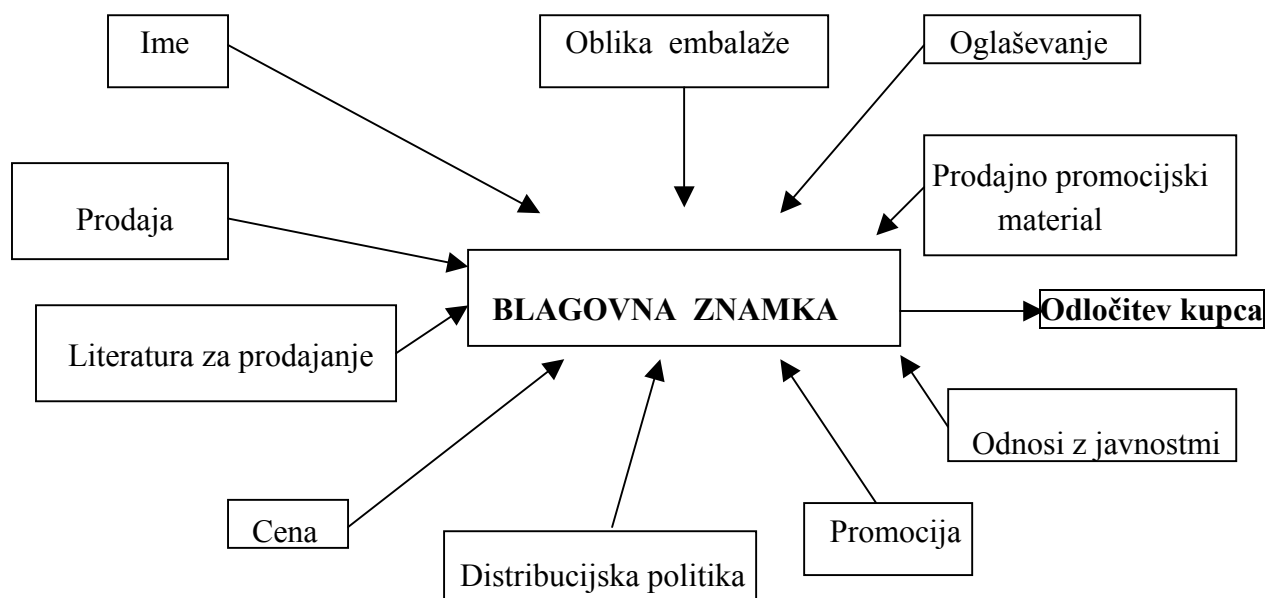 Ime
Oblika embalaže
Oglaševanje
Prodaja
Prodajno promocijski
material
BLAGOVNA ZNAMKA
Odločitev kupca
Literatura za prodajanje
Odnosi z javnostmi
Cena
Distribucijska politika
Promocija